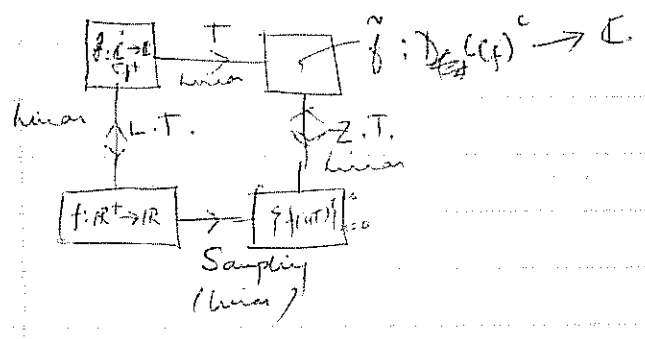 T
Linear
f̃ : D C(f)^c → ℂ.
Linear
L.T.
Z.T.
Linear
f: ℝ⁺→ℝ
{f(nT)}
n=0
Sampling
(linear)